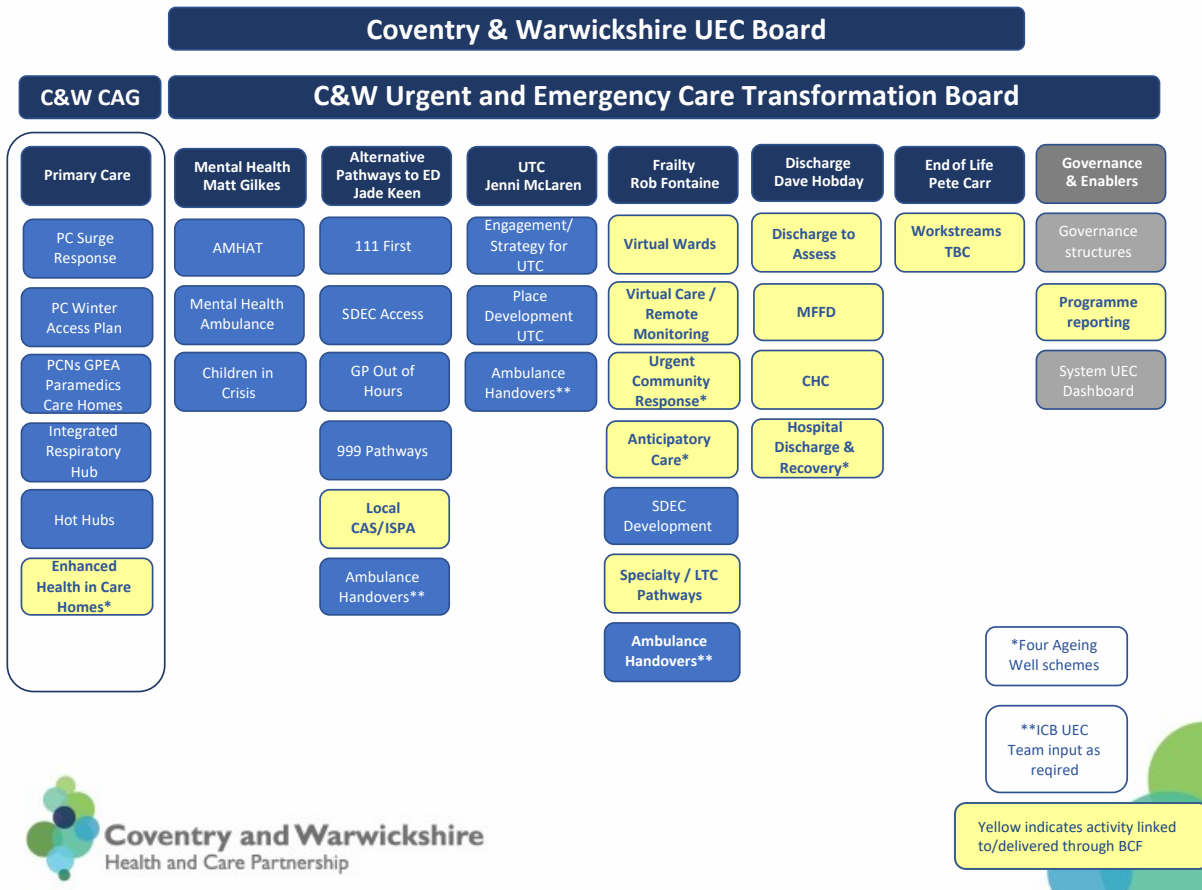 Coventry & Warwickshire UEC Board
C&W CAG
C&W Urgent and Emergency Care Transformation Board
Primary Care
PC Surge
Response
PC Winter
Access Plan
PCNs GPEA
Paramedics
Care Homes
Integrated
Respiratory
Hub
Hot Hubs
Enhanced
Health in Care
Homes*
Mental Health
Matt Gilkes
AMHAT
Mental Health
Ambulance
Children in
Crisis
Alternative
Pathways to ED
Jade Keen
111 First
SDEC Access
GP Out of
Hours
999 Pathways
Local
CAS/ISPA
Ambulance
Handovers**
UTC
Jenni McLaren
Engagement/
Strategy for
UTC
Place
Development
UTC
Ambulance
Handovers**
Frailty
Rob Fontaine
Virtual Wards
Virtual Care /
Remote
Monitoring
Urgent
Community
Response*
Anticipatory
Care*
SDEC
Development
Specialty / LTC
Pathways
Ambulance
Handovers**
Discharge
Dave Hobday
Discharge to
Assess
MFFD
CHC
Hospital
Discharge &
Recovery*
End of Life
Pete Carr
Workstreams
TBC
Governance
& Enablers
Governance
structures
Programme
reporting
System UEC
Dashboard
*Four Ageing
Well schemes
**ICB UEC
Team input as
reqired
Yellow indicates activity linked
to/delivered through BCF
Coventry and Warwickshire
Health and Care Partnership